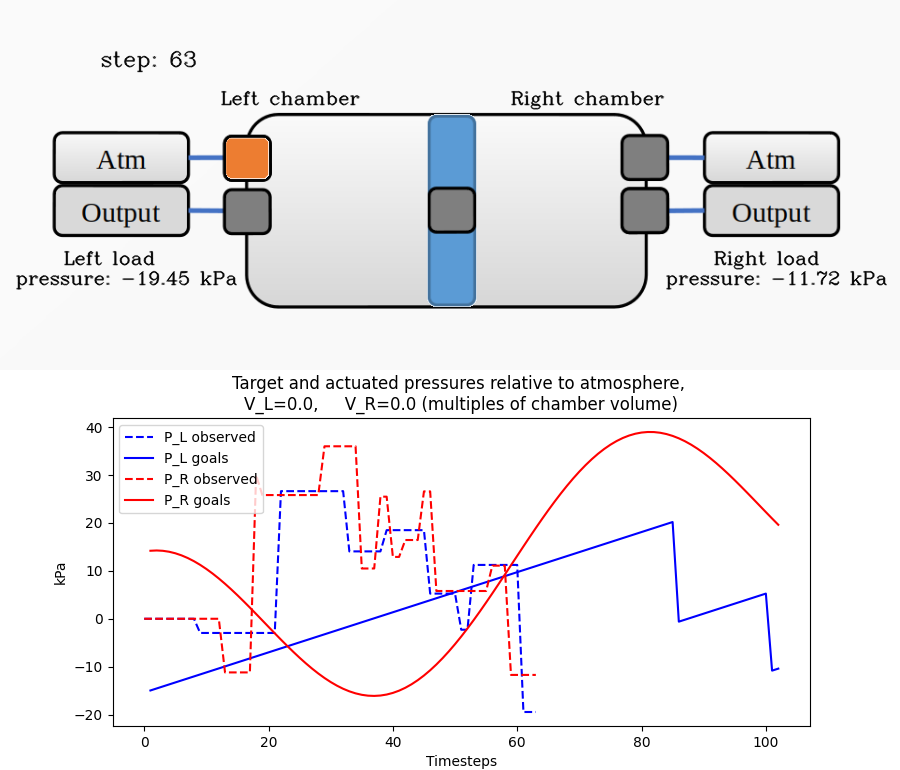 step: 63
Left chamber
Right chamber
Atm
Atm
Output
Output
Left load
pressure: −19.45 kPa
Right load
pressure: −11.72 kPa
Target and actuated pressures relative to atmosphere,
V_L=0.0,     V_R=0.0 (multiples of chamber volume)
P_L observed
P_L goals
P_R observed
P_R goals
kPa
40
30
20
10
0
−10
−20
0
20
40
60
80
100
Timesteps